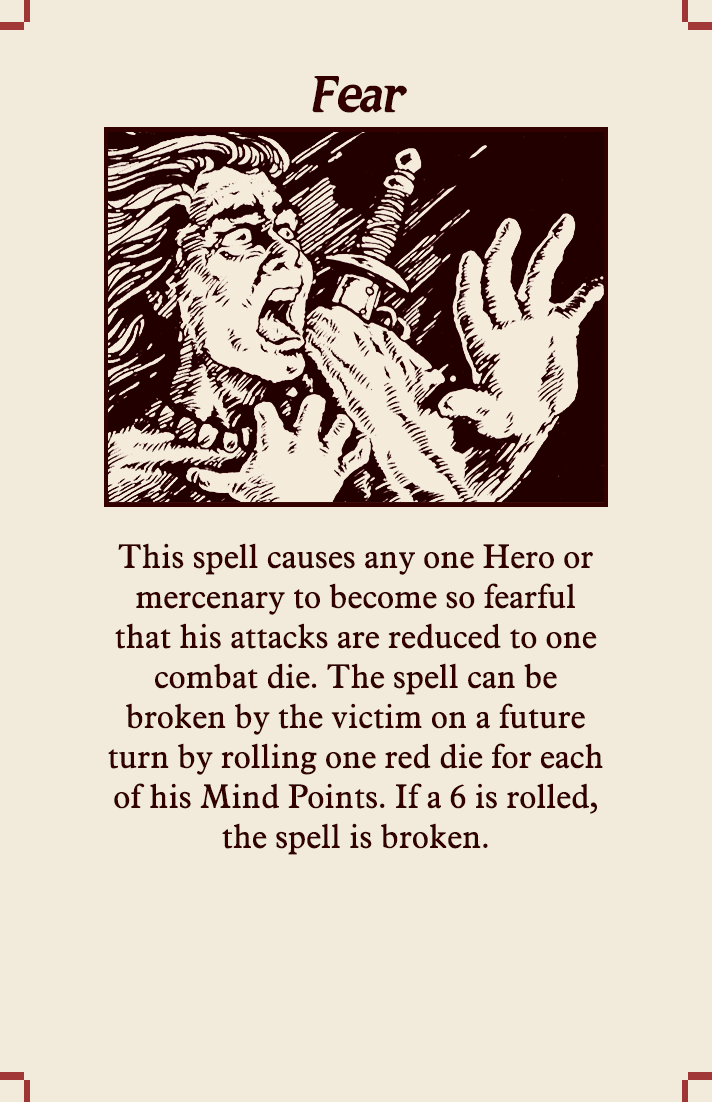 Fear
This spell causes any one Hero or
mercenary to become so fearful
that his attacks are reduced to one
combat die. The spell can be
broken by the victim on a future
turn by rolling one red die for each
of his Mind Points. If a 6 is rolled,
the spell is broken.